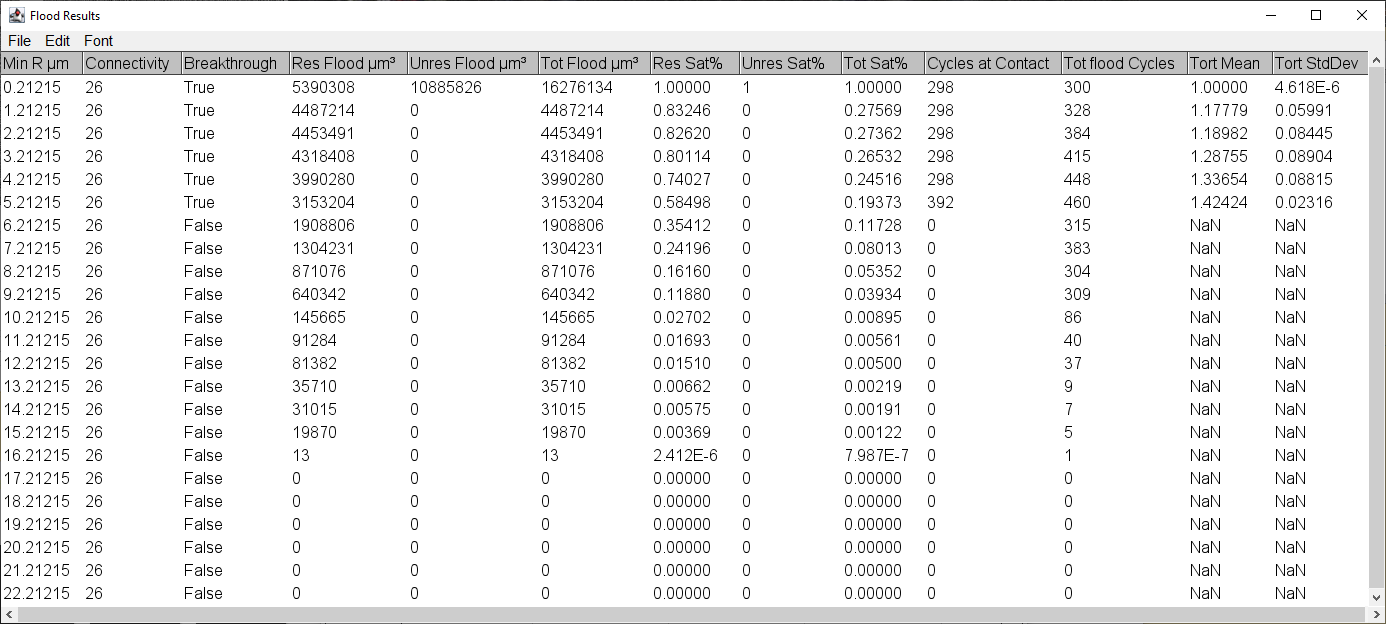 Flood Results
File Edit Font
Min R µm Connectivity Breakthrough Res Flood µm³ Unres Flood µm³ Tot Flood µm³ Res Sat% Unres Sat% Tot Sat% Cycles at Contact Tot flood Cycles Tort Mean Tort StdDev
0.21215 26 True 5390308 10885826 16276134 1.00000 1 1.00000 298 300 1.00000 4.618E-6
1.21215 26 True 4487214 0 4487214 0.83246 0 0.27569 298 328 1.17779 0.05991
2.21215 26 True 4453491 0 4453491 0.82620 0 0.27362 298 384 1.18982 0.08445
3.21215 26 True 4318408 0 4318408 0.80114 0 0.26532 298 415 1.28755 0.08904
4.21215 26 True 3990280 0 3990280 0.74027 0 0.24516 298 448 1.33654 0.08815
5.21215 26 True 3153204 0 3153204 0.58498 0 0.19373 392 460 1.42424 0.02316
6.21215 26 False 1908806 0 1908806 0.35412 0 0.11728 0 315 NaN NaN
7.21215 26 False 1304231 0 1304231 0.24196 0 0.08013 0 383 NaN NaN
8.21215 26 False 871076 0 871076 0.16160 0 0.05352 0 304 NaN NaN
9.21215 26 False 640342 0 640342 0.11880 0 0.03934 0 309 NaN NaN
10.21215 26 False 145665 0 145665 0.02702 0 0.00895 0 86 NaN NaN
11.21215 26 False 91284 0 91284 0.01693 0 0.00561 0 40 NaN NaN
12.21215 26 False 81382 0 81382 0.01510 0 0.00500 0 37 NaN NaN
13.21215 26 False 35710 0 35710 0.00662 0 0.00219 0 9 NaN NaN
14.21215 26 False 31015 0 31015 0.00575 0 0.00191 0 7 NaN NaN
15.21215 26 False 19870 0 19870 0.00369 0 0.00122 0 5 NaN NaN
16.21215 26 False 13 0 13 2.412E-6 0 7.987E-7 0 1 NaN NaN
17.21215 26 False 0 0 0 0.00000 0 0.00000 0 0 NaN NaN
18.21215 26 False 0 0 0 0.00000 0 0.00000 0 0 NaN NaN
19.21215 26 False 0 0 0 0.00000 0 0.00000 0 0 NaN NaN
20.21215 26 False 0 0 0 0.00000 0 0.00000 0 0 NaN NaN
21.21215 26 False 0 0 0 0.00000 0 0.00000 0 0 NaN NaN
22.21215 26 False 0 0 0 0.00000 0 0.00000 0 0 NaN NaN